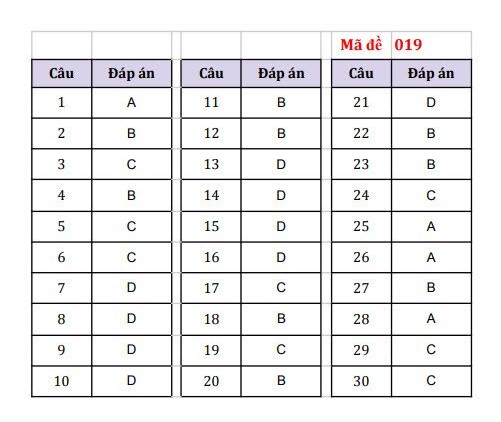 Mã đề 019
Câu Đáp án Câu Đáp án Câu Đáp án
1 A 11 B 21 D
2 B 12 B 22 B
3 C 13 D 23 B
4 B 14 D 24 C
5 C 15 D 25 A
6 C 16 D 26 A
7 D 17 C 27 B
8 D 18 B 28 A
9 D 19 C 29 C
10 D 20 B 30 C